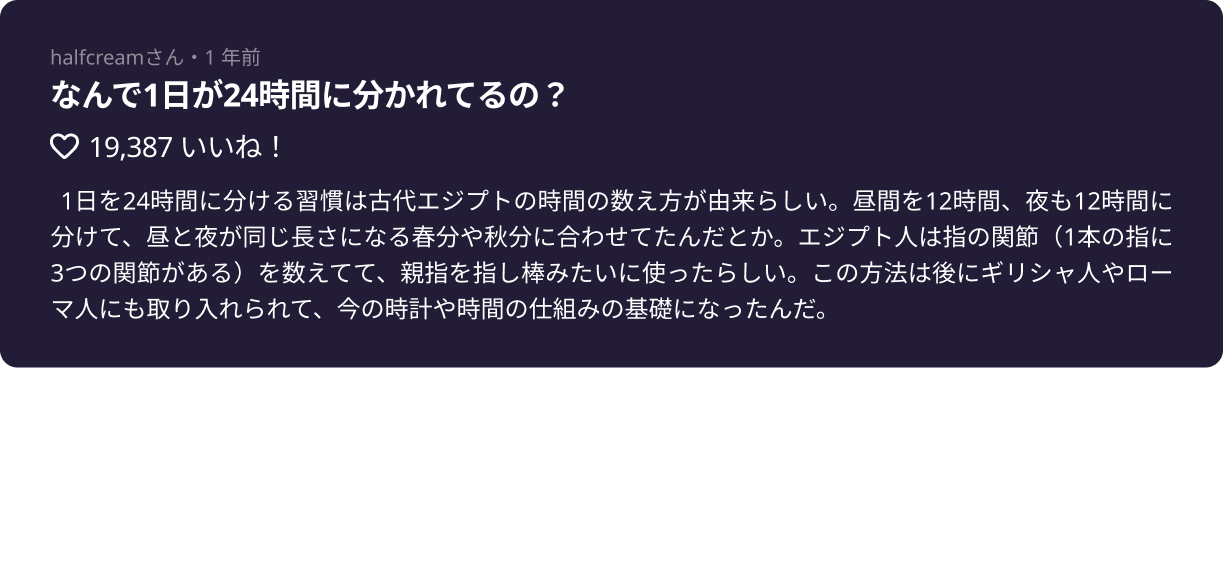 halfcreamさん・1 年前
なんで1日が24時間に分かれてるの？
19,387 いいね！
1日を24時間に分ける習慣は古代エジプトの時間の数え方が由来らしい。昼間を12時間、夜も12時間に
分けて、昼と夜が同じ長さになる春分や秋分に合わせてたんだとか。エジプト人は指の関節（1本の指に
3つの関節がある）を数えてて、親指を指し棒みたいに使ったらしい。この方法は後にギリシャ人やロー
マ人にも取り入れられて、今の時計や時間の仕組みの基礎になったんだ。